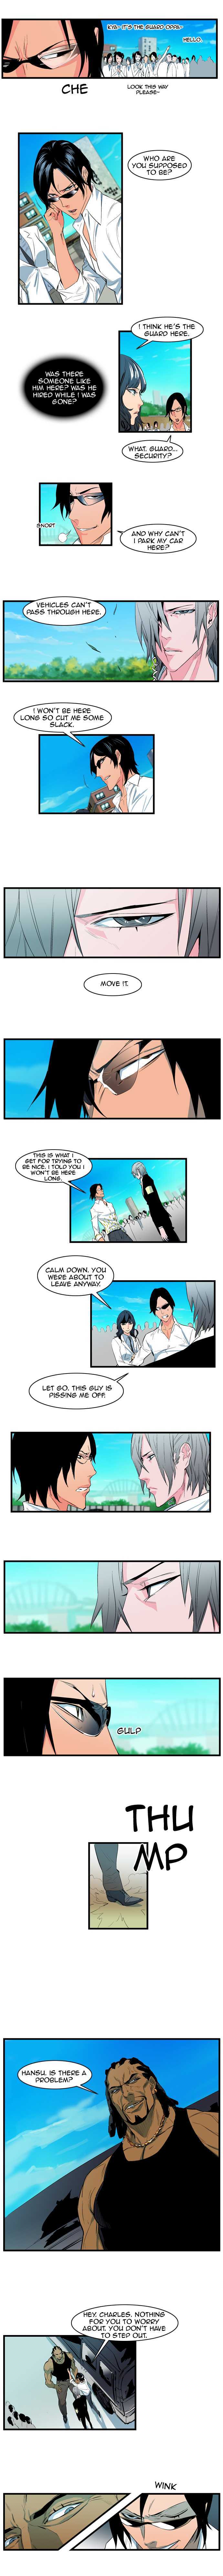 KYA~ IT'S THE GUARD OPPA~
HELLO.
CHE
LOOK THIS WAY
PLEASE~
WHO ARE
YOU SUPPOSED
TO BE?
I THINK HE'S THE
GUARD HERE.
WAS THERE
SOMEONE LIKE
HIM HERE? WAS HE
HIRED WHILE I WAS
GONE?
WHAT. GUARD...
SECURITY?
SNORT
AND WHY CAN'T
I PARK MY CAR
HERE?
VEHICLES CAN'T
PASS THROUGH HERE.
I WON'T BE HERE
LONG SO CUT ME SOME
SLACK.
MOVE IT.
THIS IS WHAT I
GET FOR TRYING TO
BE NICE. I TOLD YOU I
WON'T BE HERE
LONG.
CALM DOWN. YOU
WERE ABOUT TO
LEAVE ANYWAY.
LET GO. THIS GUY IS
PISSING ME OFF.
GULP
THU
MP
HANSU. IS THERE A
PROBLEM?
HEY. CHARLES. NOTHING
FOR YOU TO WORRY
ABOUT. YOU DON'T HAVE
TO STEP OUT.
WINK